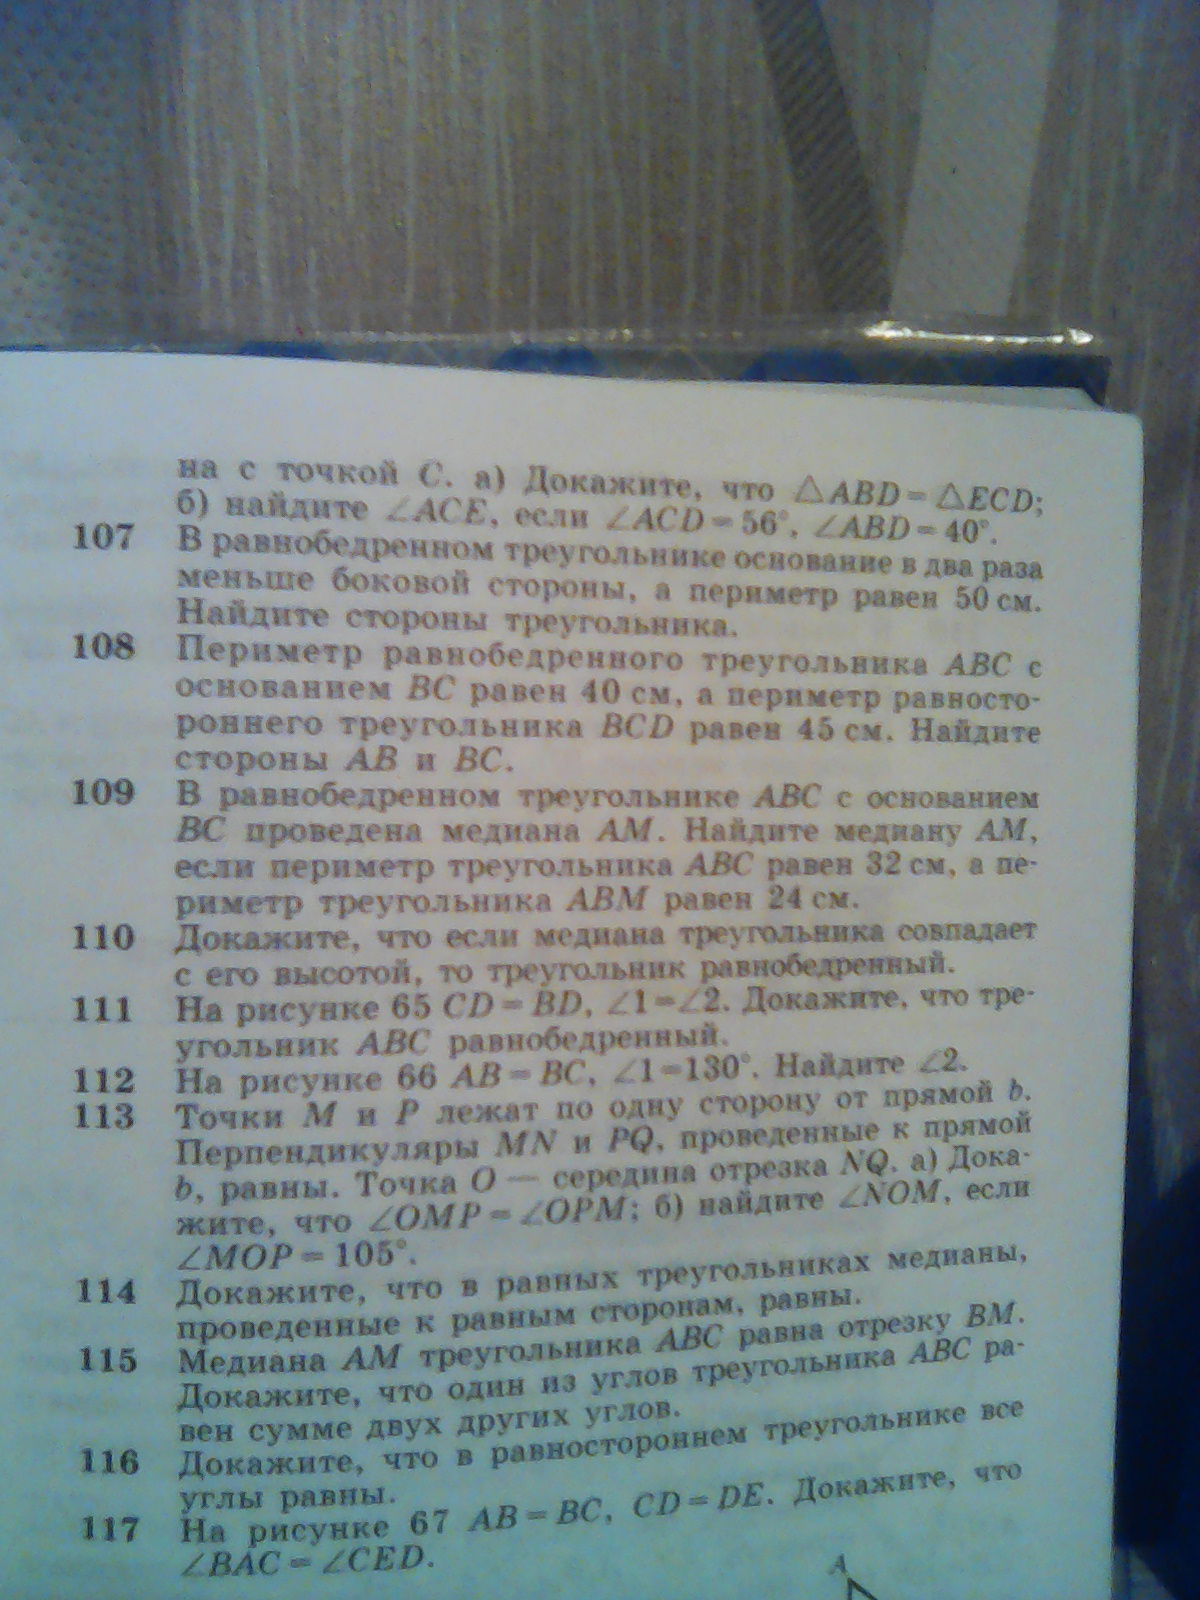 на с точкой C. а) Докажите, что △ABD = △ECD;
б) найдите ∠ACE, если ∠ACD = 56°, ∠ABD = 40°.
107 В равнобедренном треугольнике основание в два раза
меньше боковой стороны, а периметр равен 50 см.
Найдите стороны треугольника.
108 Периметр равнобедренного треугольника ABC с
основанием BC равен 40 см, а периметр равносто-
роннего треугольника BCD равен 45 см. Найдите
стороны AB и BC.
109 В равнобедренном треугольнике ABC с основанием
BC проведена медиана AM. Найдите медиану AM,
если периметр треугольника ABC равен 32 см, а пе-
риметр треугольника ABM равен 24 см.
110 Докажите, что если медиана треугольника совпадает
с его высотой, то треугольник равнобедренный.
111 На рисунке 65 CD = BD, ∠1 = ∠2. Докажите, что тре-
угольник ABC равнобедренный.
112 На рисунке 66 AB = BC, ∠1 = 130°. Найдите ∠2.
113 Точки M и P лежат по одну сторону от прямой b.
Перпендикуляры MN и PQ, проведенные к прямой
b, равны. Точка O — середина отрезка NQ. а) Дока-
жите, что ∠OMP = ∠OPM; б) найдите ∠NOM, если
∠MOP = 105°.
114 Докажите, что в равных треугольниках медианы,
проведенные к равным сторонам, равны.
115 Медиана AM треугольника ABC равна отрезку BM.
Докажите, что один из углов треугольника ABC ра-
вен сумме двух других углов.
116 Докажите, что в равностороннем треугольнике все
углы равны.
117 На рисунке 67 AB = BC, CD = DE. Докажите, что
∠BAC = ∠CED.
A